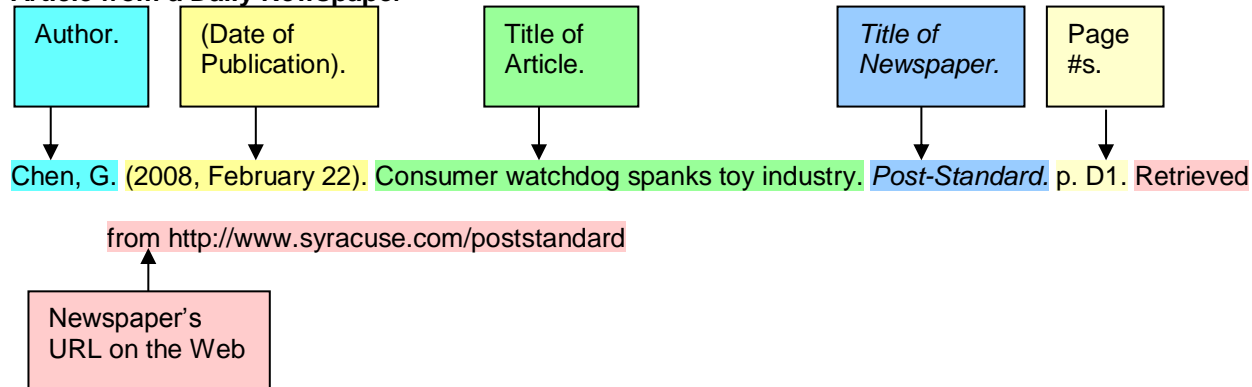 Article from a Daily Newspaper
Author.
(Date of
Publication).
Title of
Article.
Title of
Newspaper.
Page
#s.
Chen, G. (2008, February 22). Consumer watchdog spanks toy industry. Post-Standard. p. D1. Retrieved
from http://www.syracuse.com/poststandard
Newspaper’s
URL on the Web